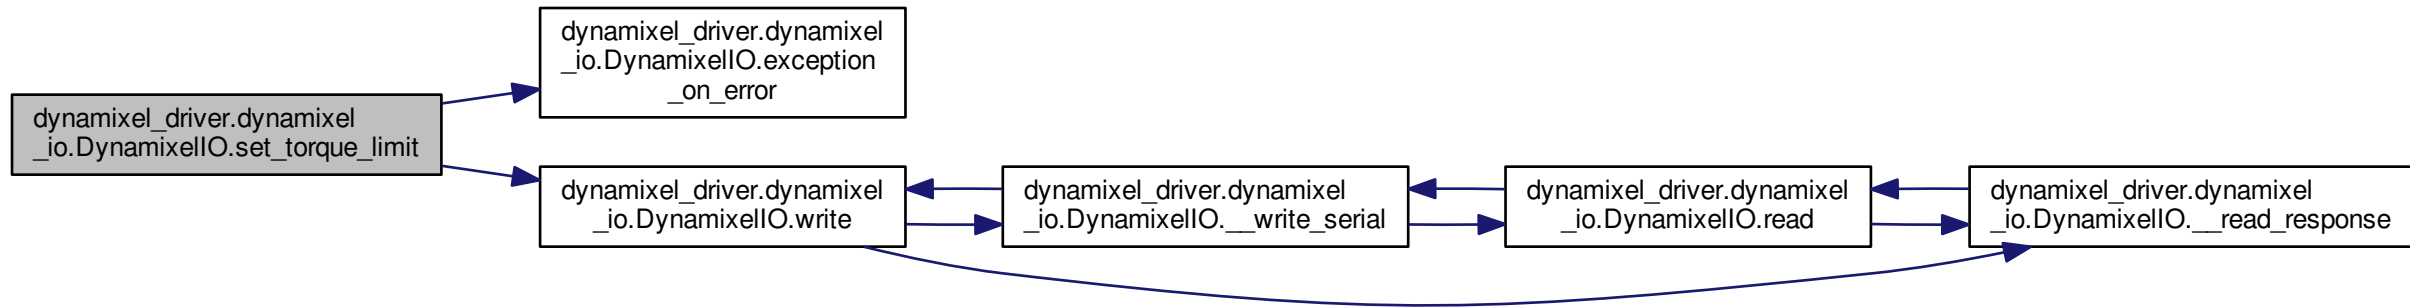 dynamixel_driver.dynamixel
_io.DynamixelIO.set_torque_limit
dynamixel_driver.dynamixel
_io.DynamixelIO.exception
_on_error
dynamixel_driver.dynamixel
_io.DynamixelIO.write
dynamixel_driver.dynamixel
_io.DynamixelIO.__write_serial
dynamixel_driver.dynamixel
_io.DynamixelIO.read
dynamixel_driver.dynamixel
_io.DynamixelIO.__read_response